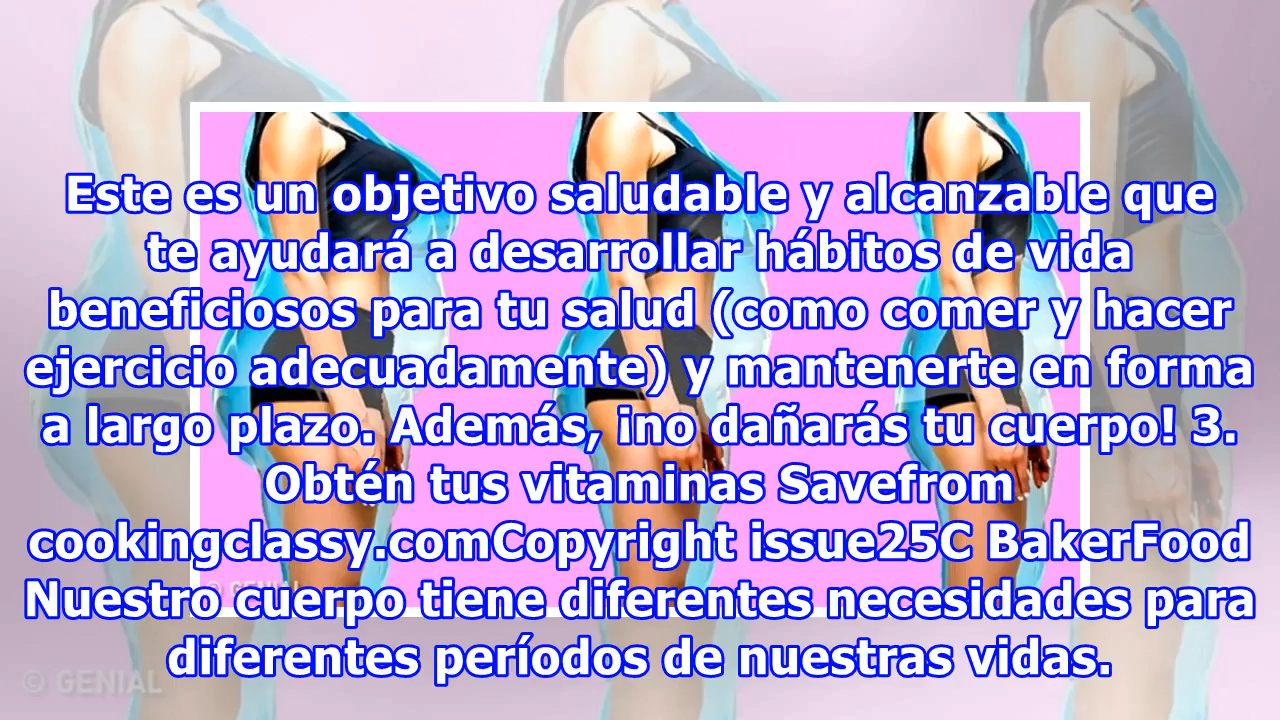 Este es un objetivo saludable y alcanzable que
te ayudará a desarrollar hábitos de vida
beneficiosos para tu salud (como comer y hacer
ejercicio adecuadamente) y mantenerte en forma
a largo plazo. Además, ¡no dañarás tu cuerpo! 3.
Obtén tus vitaminas Savefrom
cookingclassy.comCopyright issue25C BakerFood
© GENIAL
Nuestro cuerpo tiene diferentes necesidades para
diferentes períodos de nuestras vidas.
© GENIAL